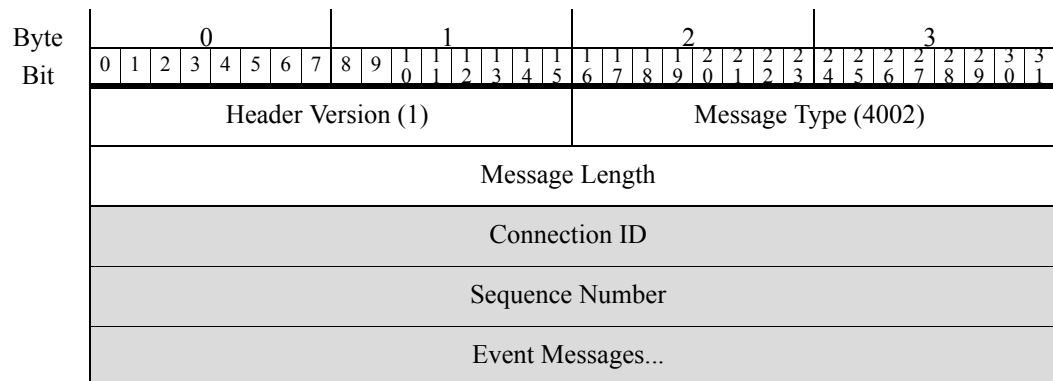 Byte 0 1 2 3
Bit 0 1 2 3 4 5 6 7 8 9 10 11 12 13 14 15 16 17 18 19 20 21 22 23 24 25 26 27 28 29 30 31
Header Version (1) Message Type (4002)
Message Length
Connection ID
Sequence Number
Event Messages...